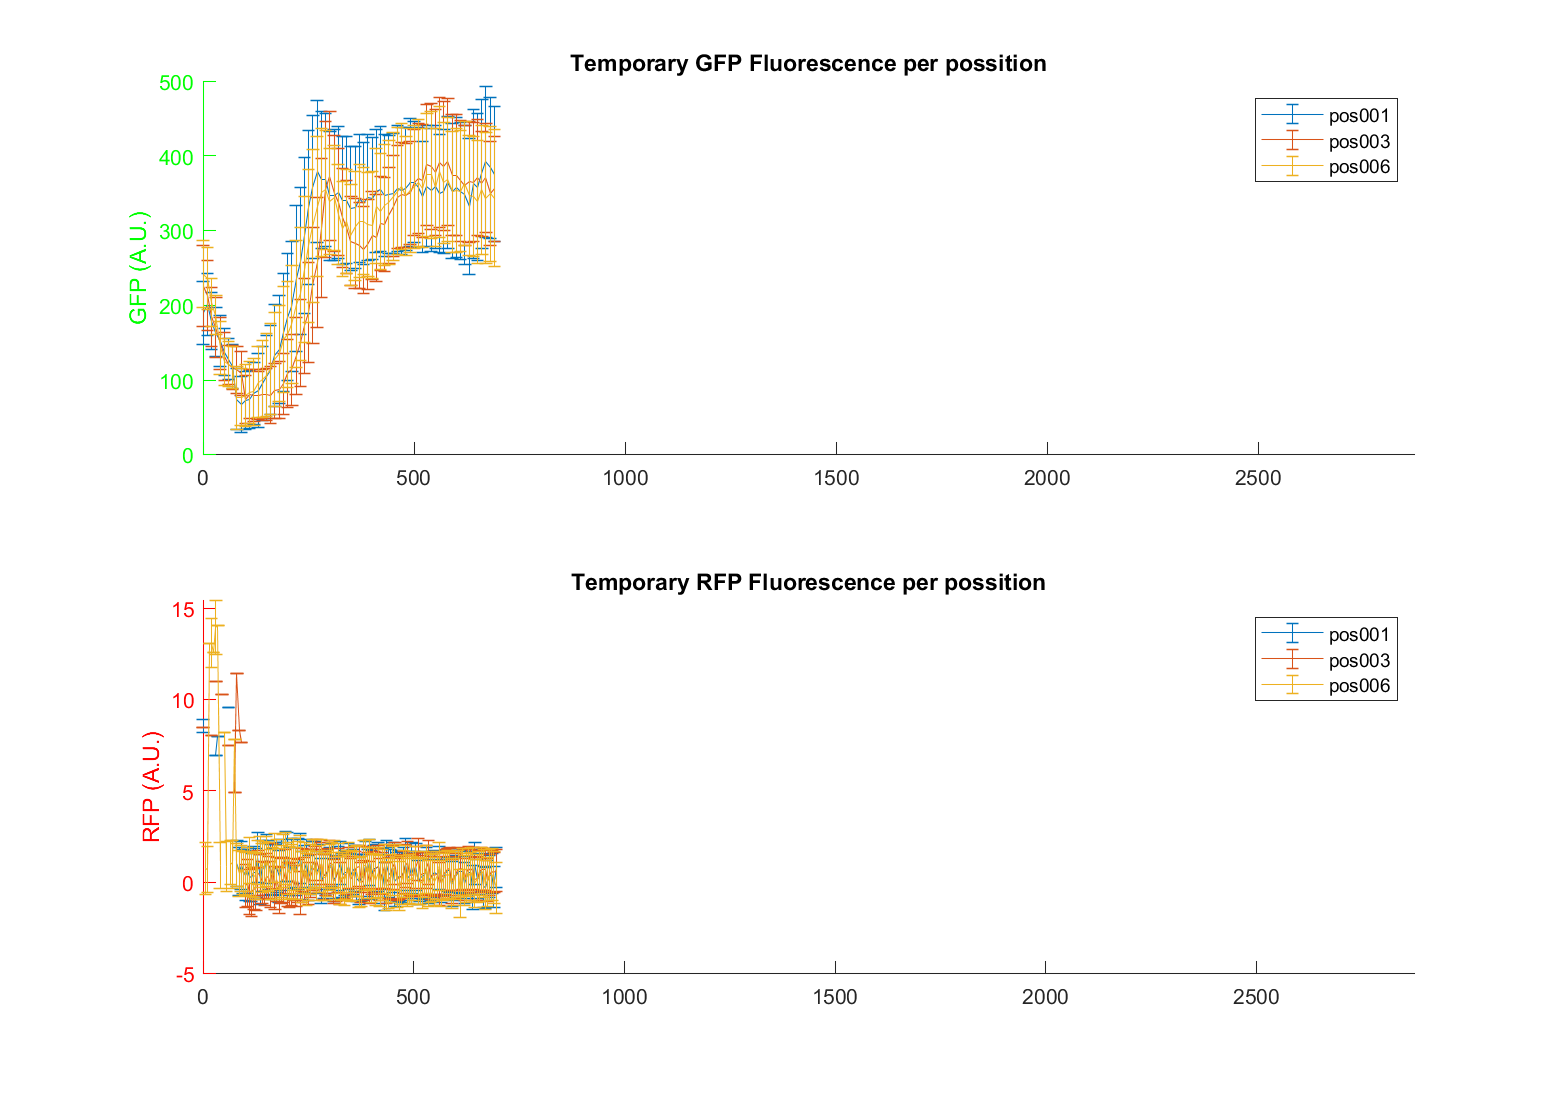 Temporary GFP Fluorescence per possition
GFP (A.U.)
500
400
300
200
100
0
0 500 1000 1500 2000 2500
pos001
pos003
pos006
Temporary RFP Fluorescence per possition
RFP (A.U.)
15
10
5
0
-5
0 500 1000 1500 2000 2500
pos001
pos003
pos006